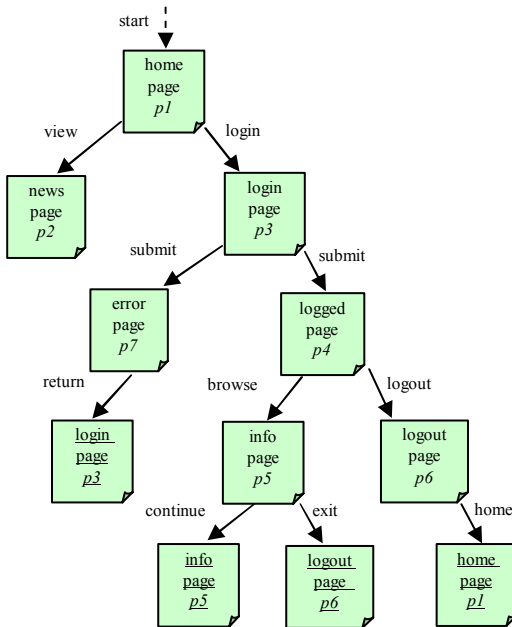 start
home
page
p1
view
login
news
page
p2
login
page
p3
submit
submit
error
page
p7
logged
page
p4
return
browse
logout
login
page
p3
info
page
p5
logout
page
p6
continue
exit
home
info
page
p5
logout
page
p6
home
page
p1